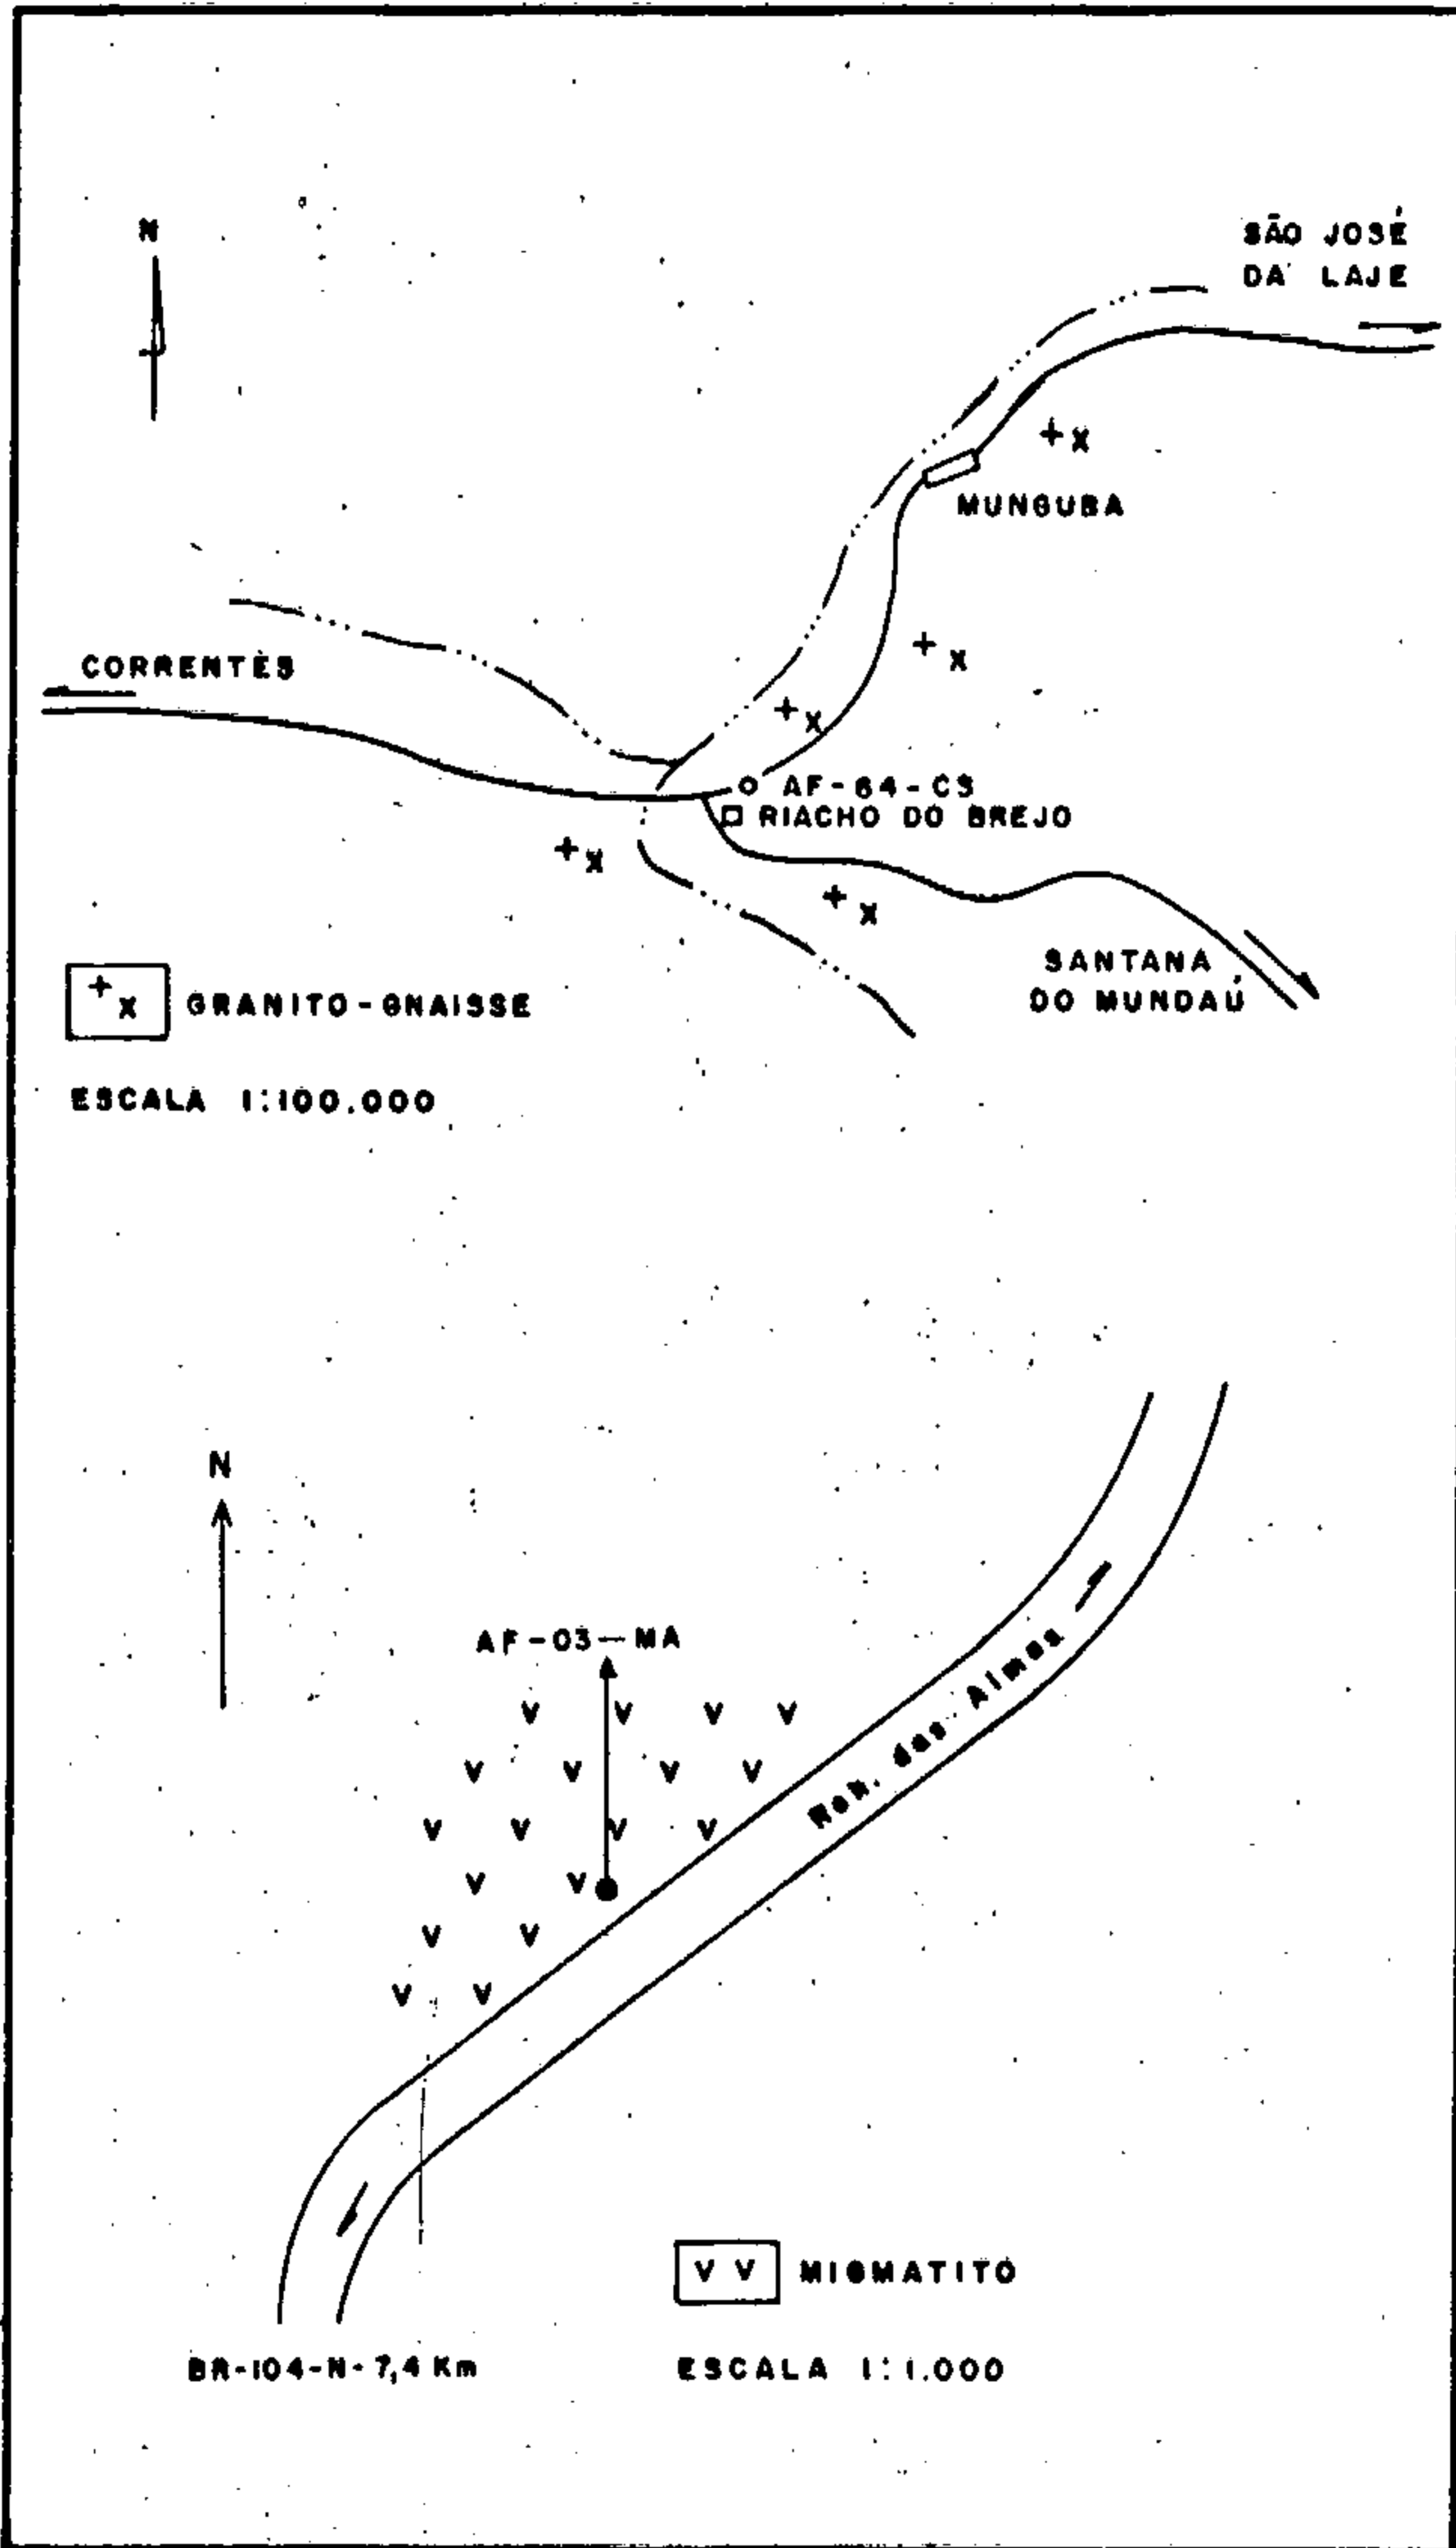 N
SÃO JOSÉ
DA LAJE
+x
MUNGUBA
CORRENTES
+x
+x
AF-64-CS
RIACHO DO BREJO
+x
+x
SANTANA
DO MUNDAÚ
+x GRANITO-GNAISSE
ESCALA 1:100.000
N
AF-03-MA
V V V V
V V V V
V V V V
V V
V V
V V
das Almas
V V MIGMATITO
BR-104-N-7,4 Km
ESCALA 1:1.000